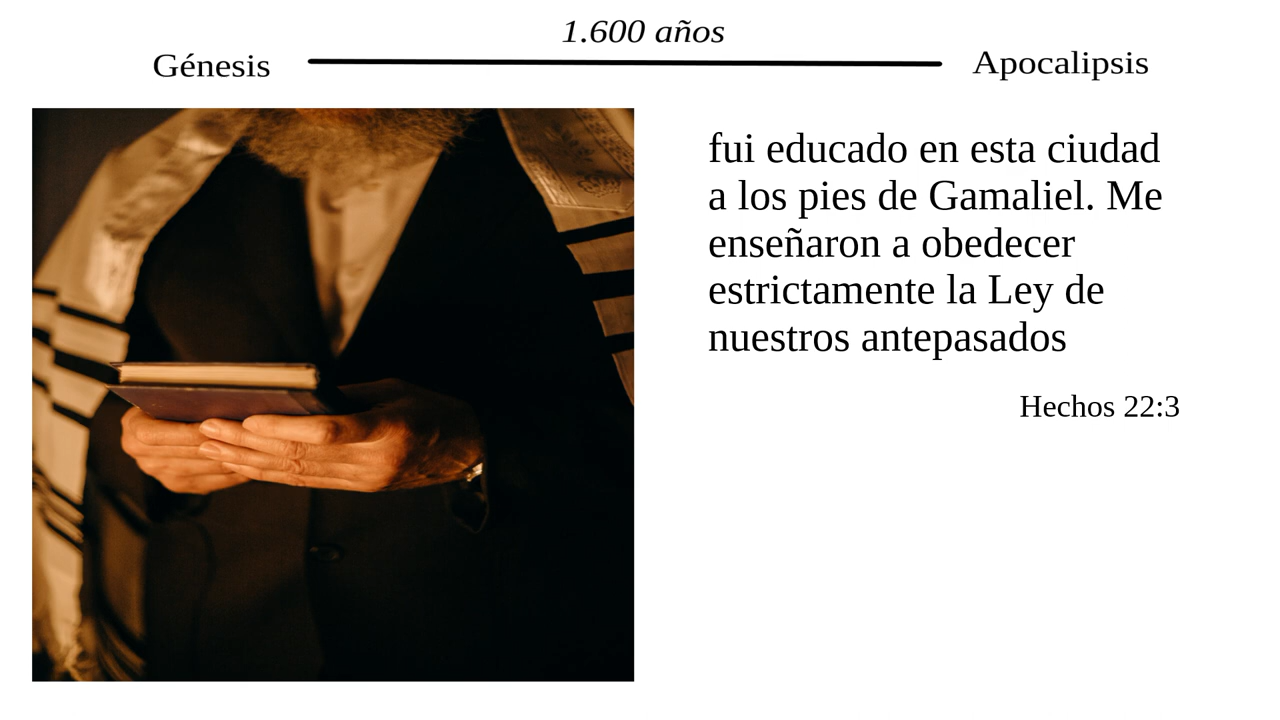 1.600 años
Génesis
Apocalipsis
fui educado en esta ciudad
a los pies de Gamaliel. Me
enseñaron a obedecer
estrictamente la Ley de
nuestros antepasados
Hechos 22:3